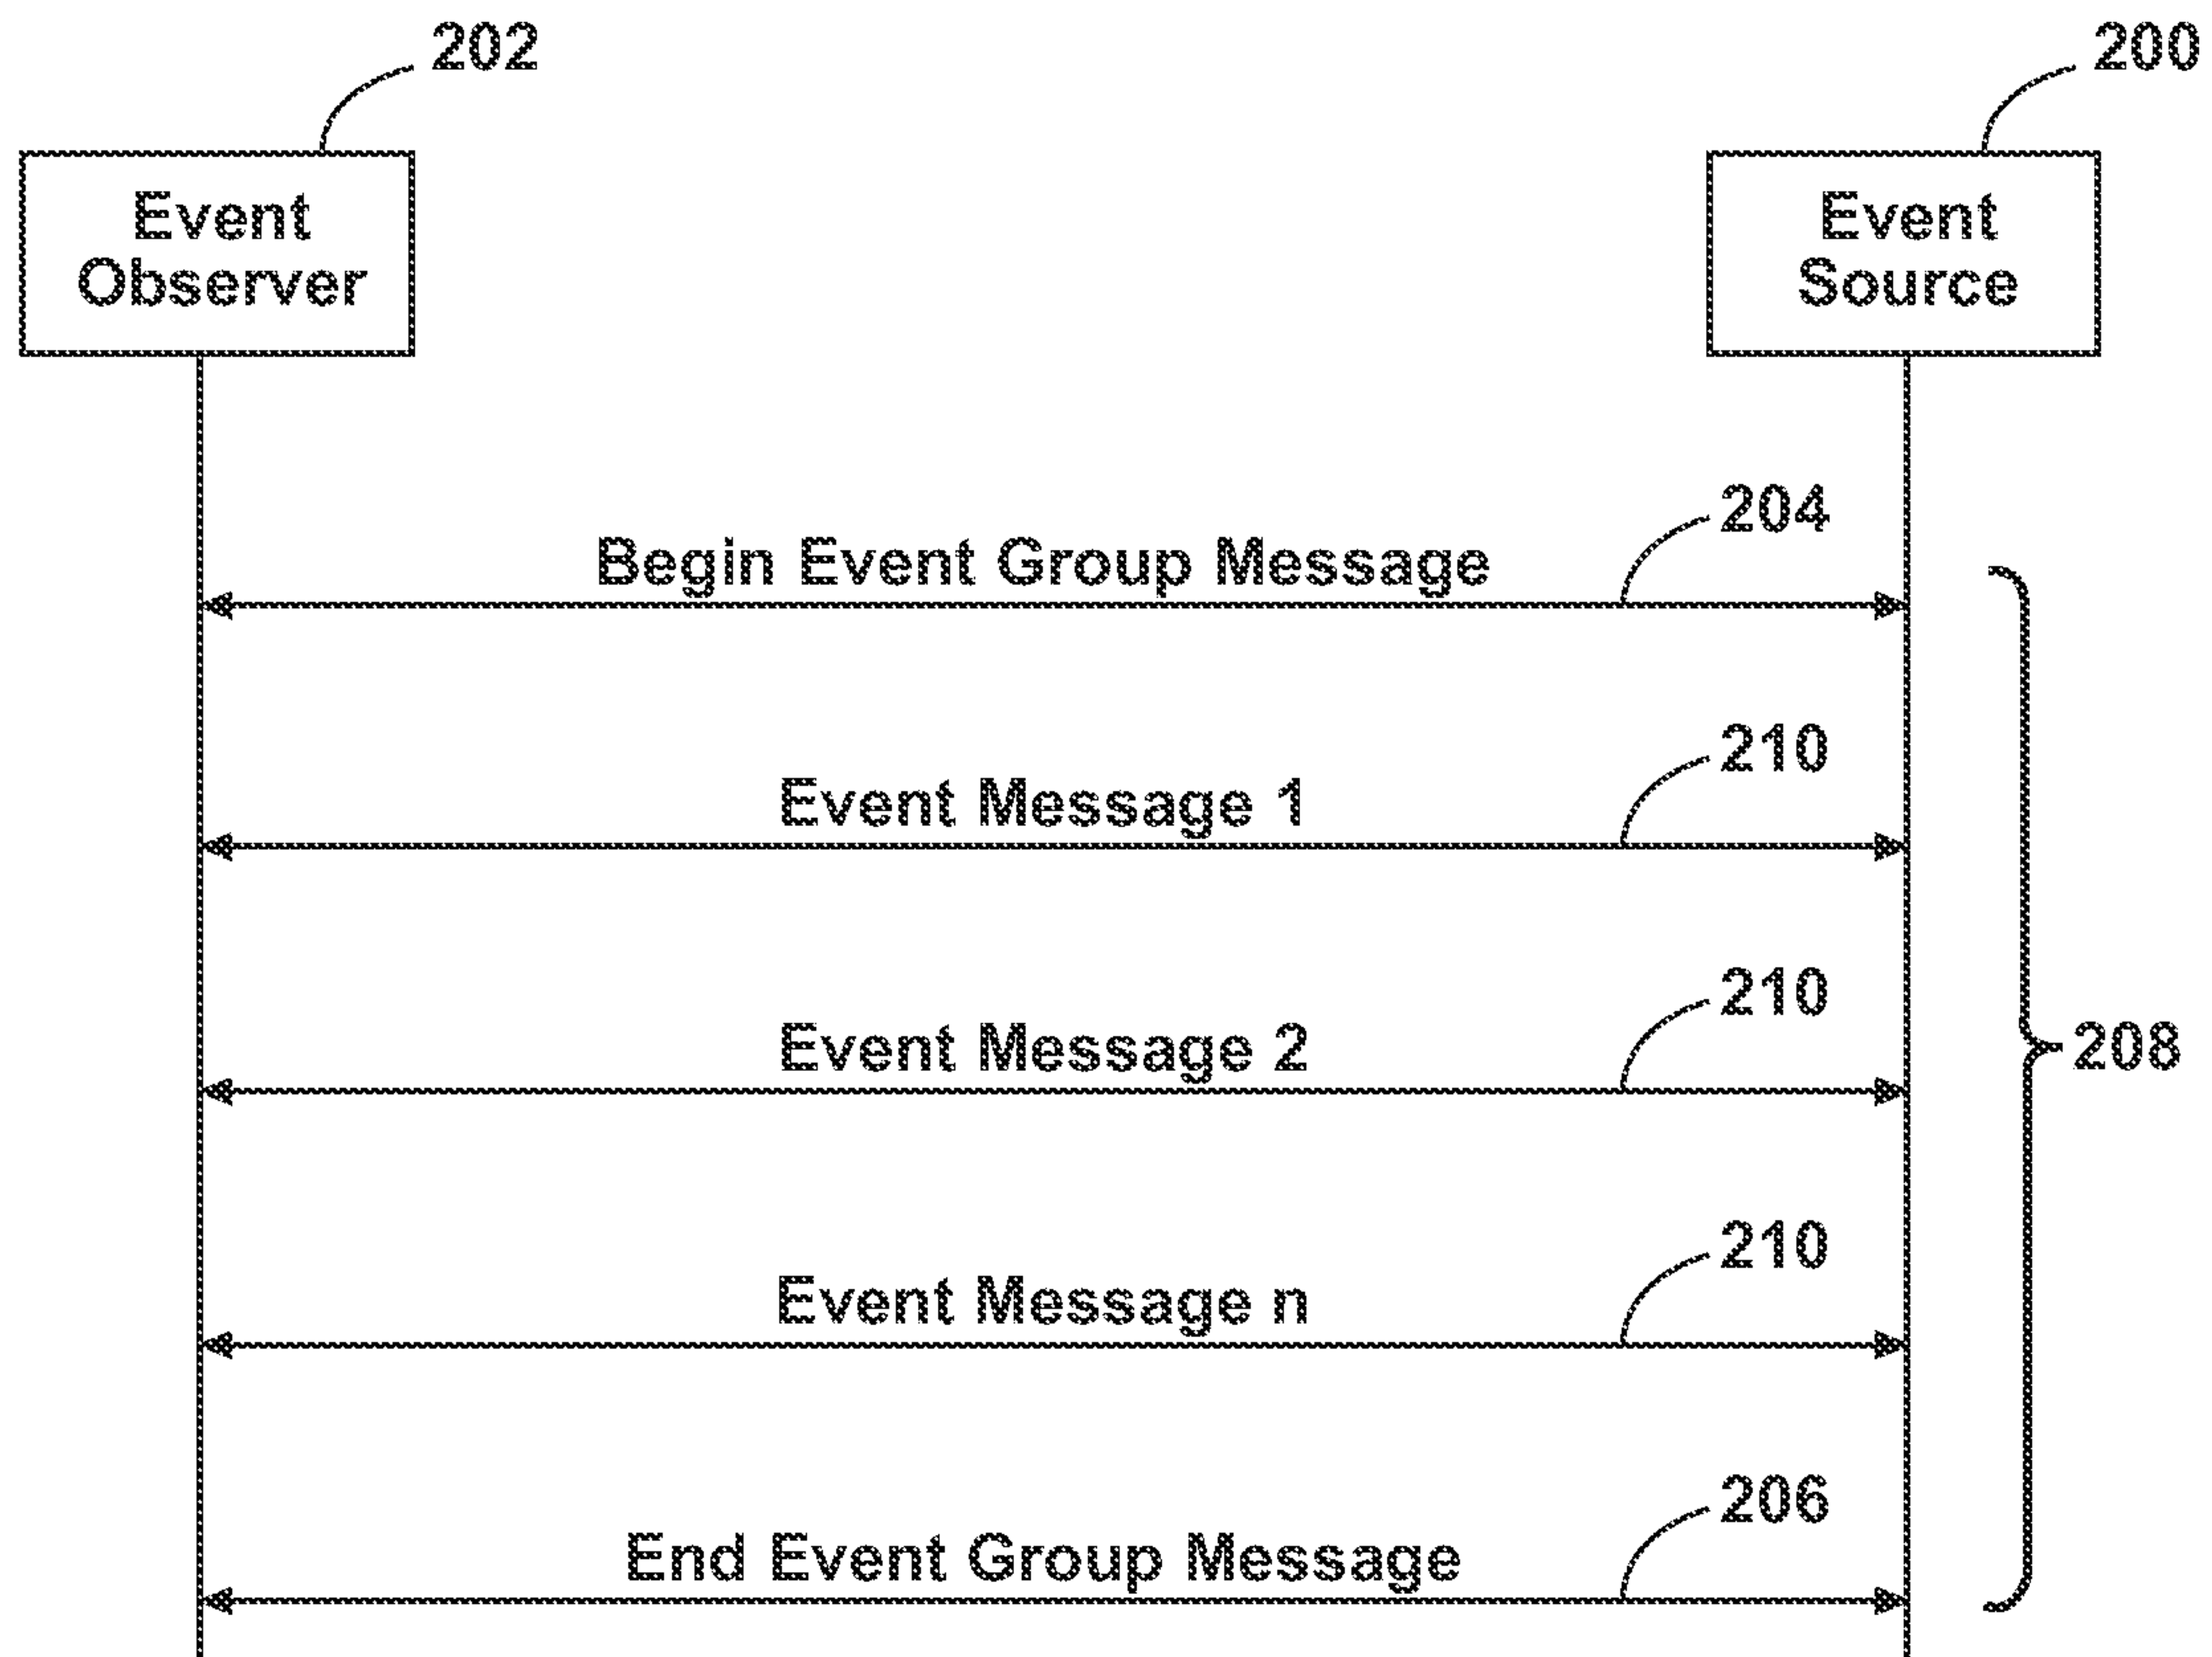 202
200
Event
Observer
Event
Source
204
Begin Event Group Message
210
Event Message 1
210
Event Message 2
208
210
Event Message n
206
End Event Group Message